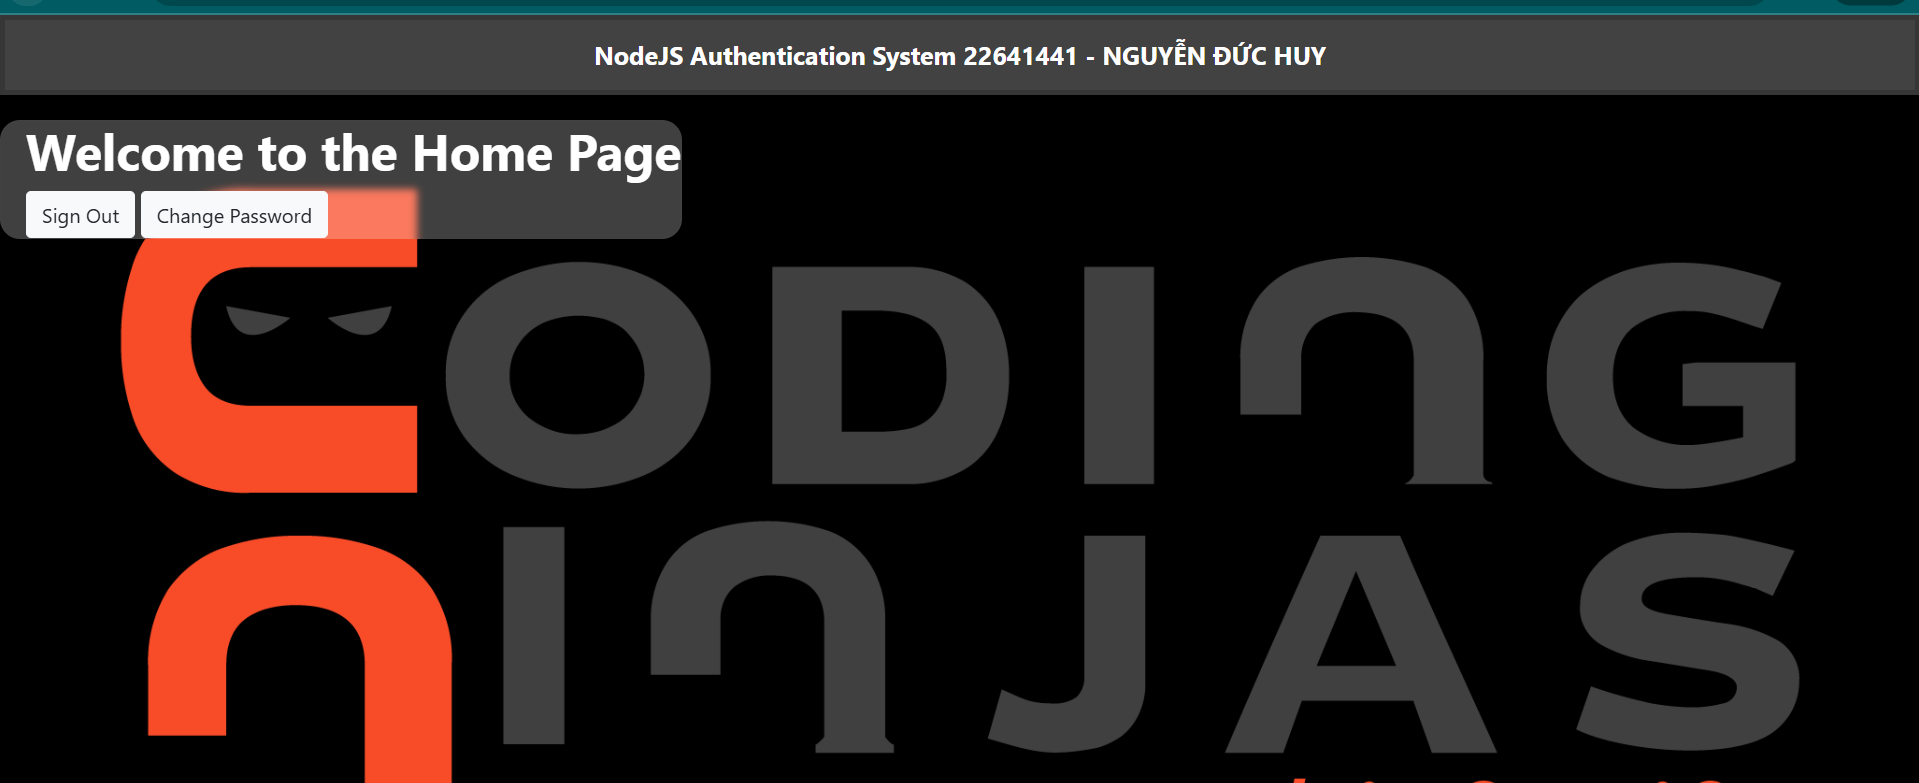 NodeJS Authentication System 22641441 - NGUYỄN ĐỨC HUY
Welcome to the Home Page
Sign Out Change Password
CODING
NINJAS